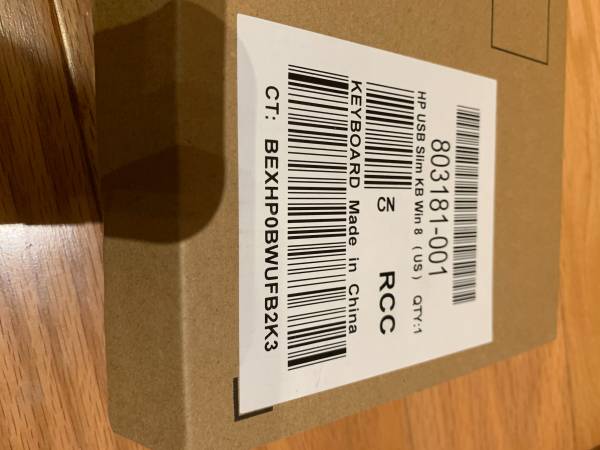 803181-001
HP USB Slim KB Win 8 (US) QTY:1
CN RCC
KEYBOARD Made in China
CT: BEXHP0BWUFB2K3